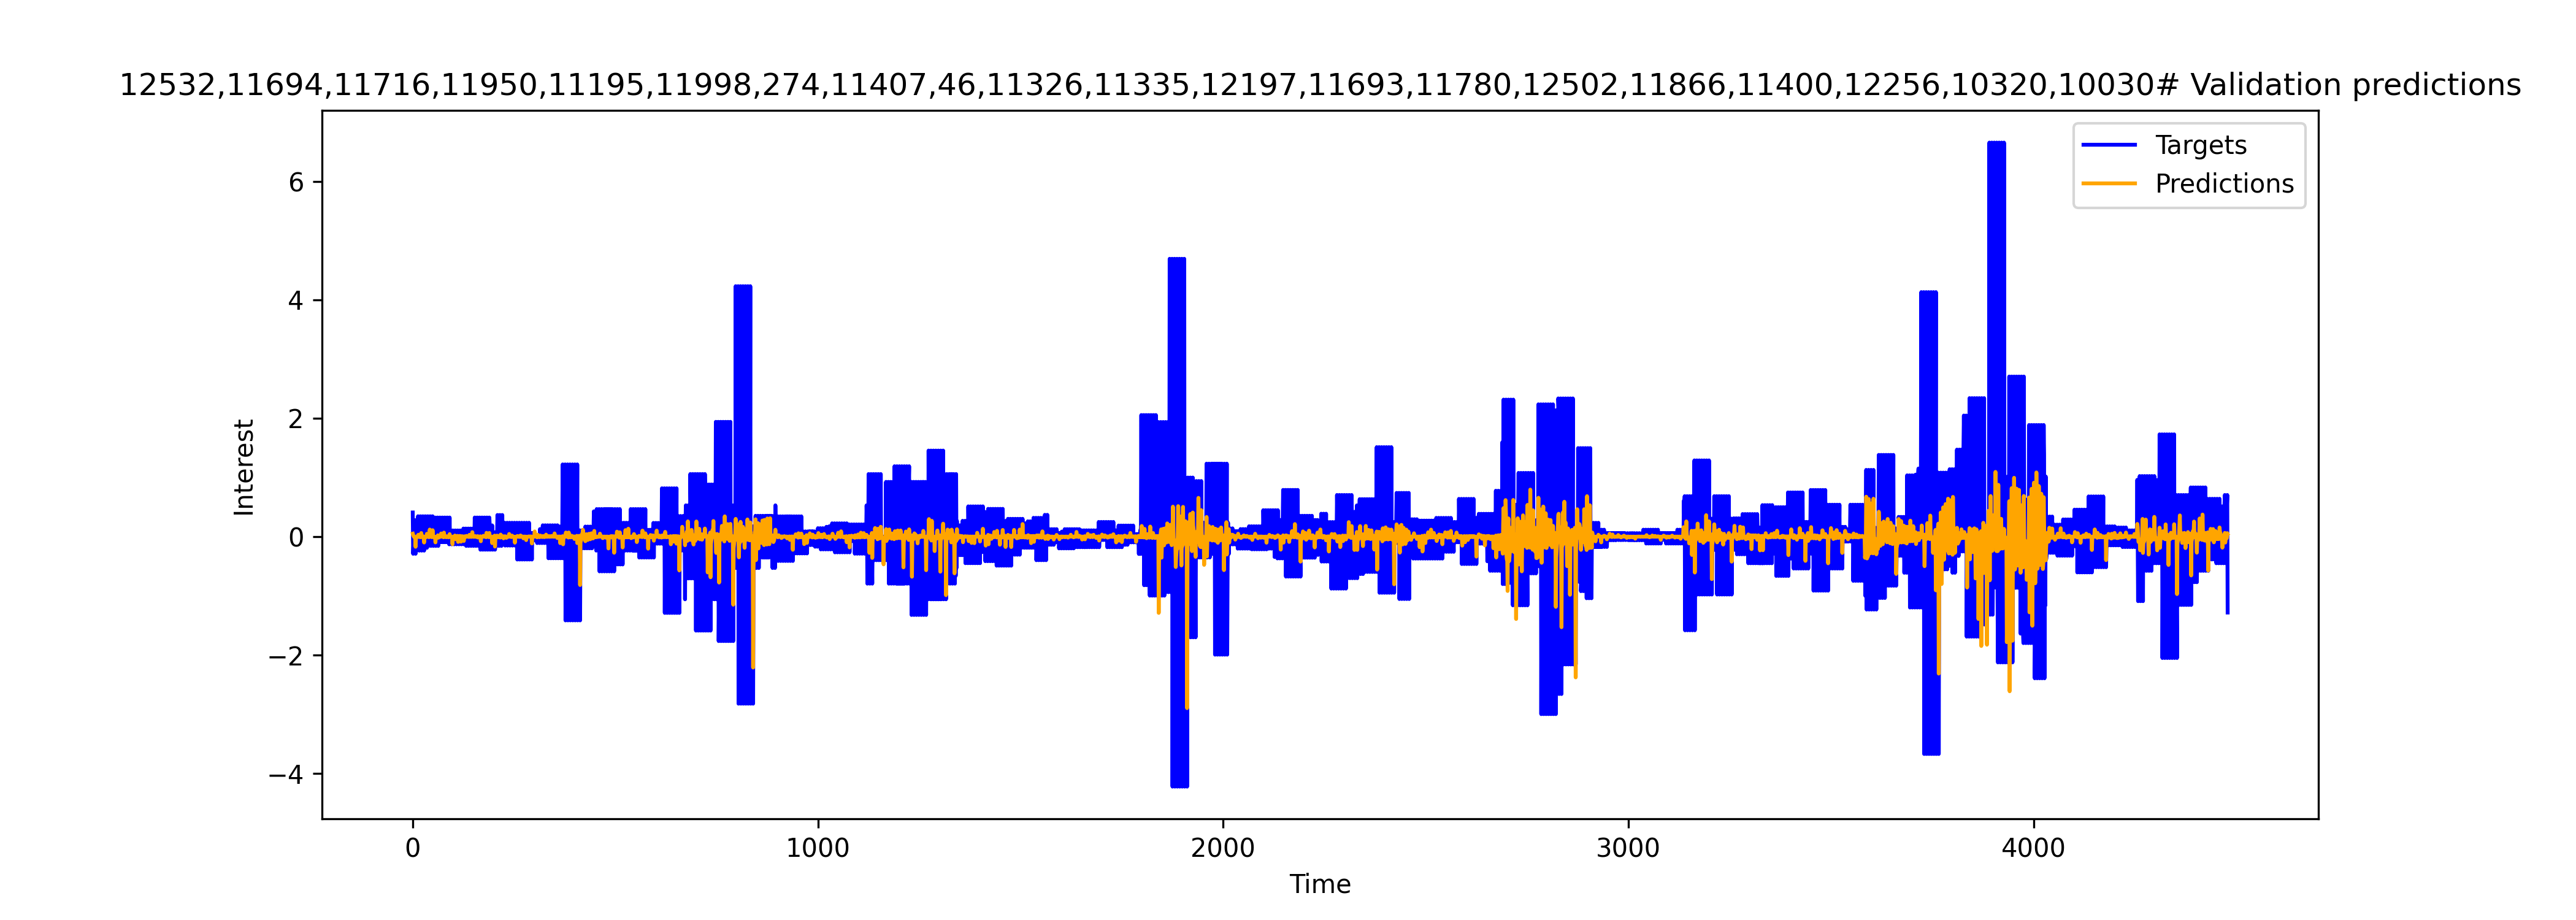 12532,11694,11716,11950,11195,11998,274,11407,46,11326,11335,12197,11693,11780,12502,11866,11400,12256,10320,10030# Validation predictions
Targets
Predictions
6
4
2
0
−2
−4
Interest
0 1000 2000 3000 4000
Time